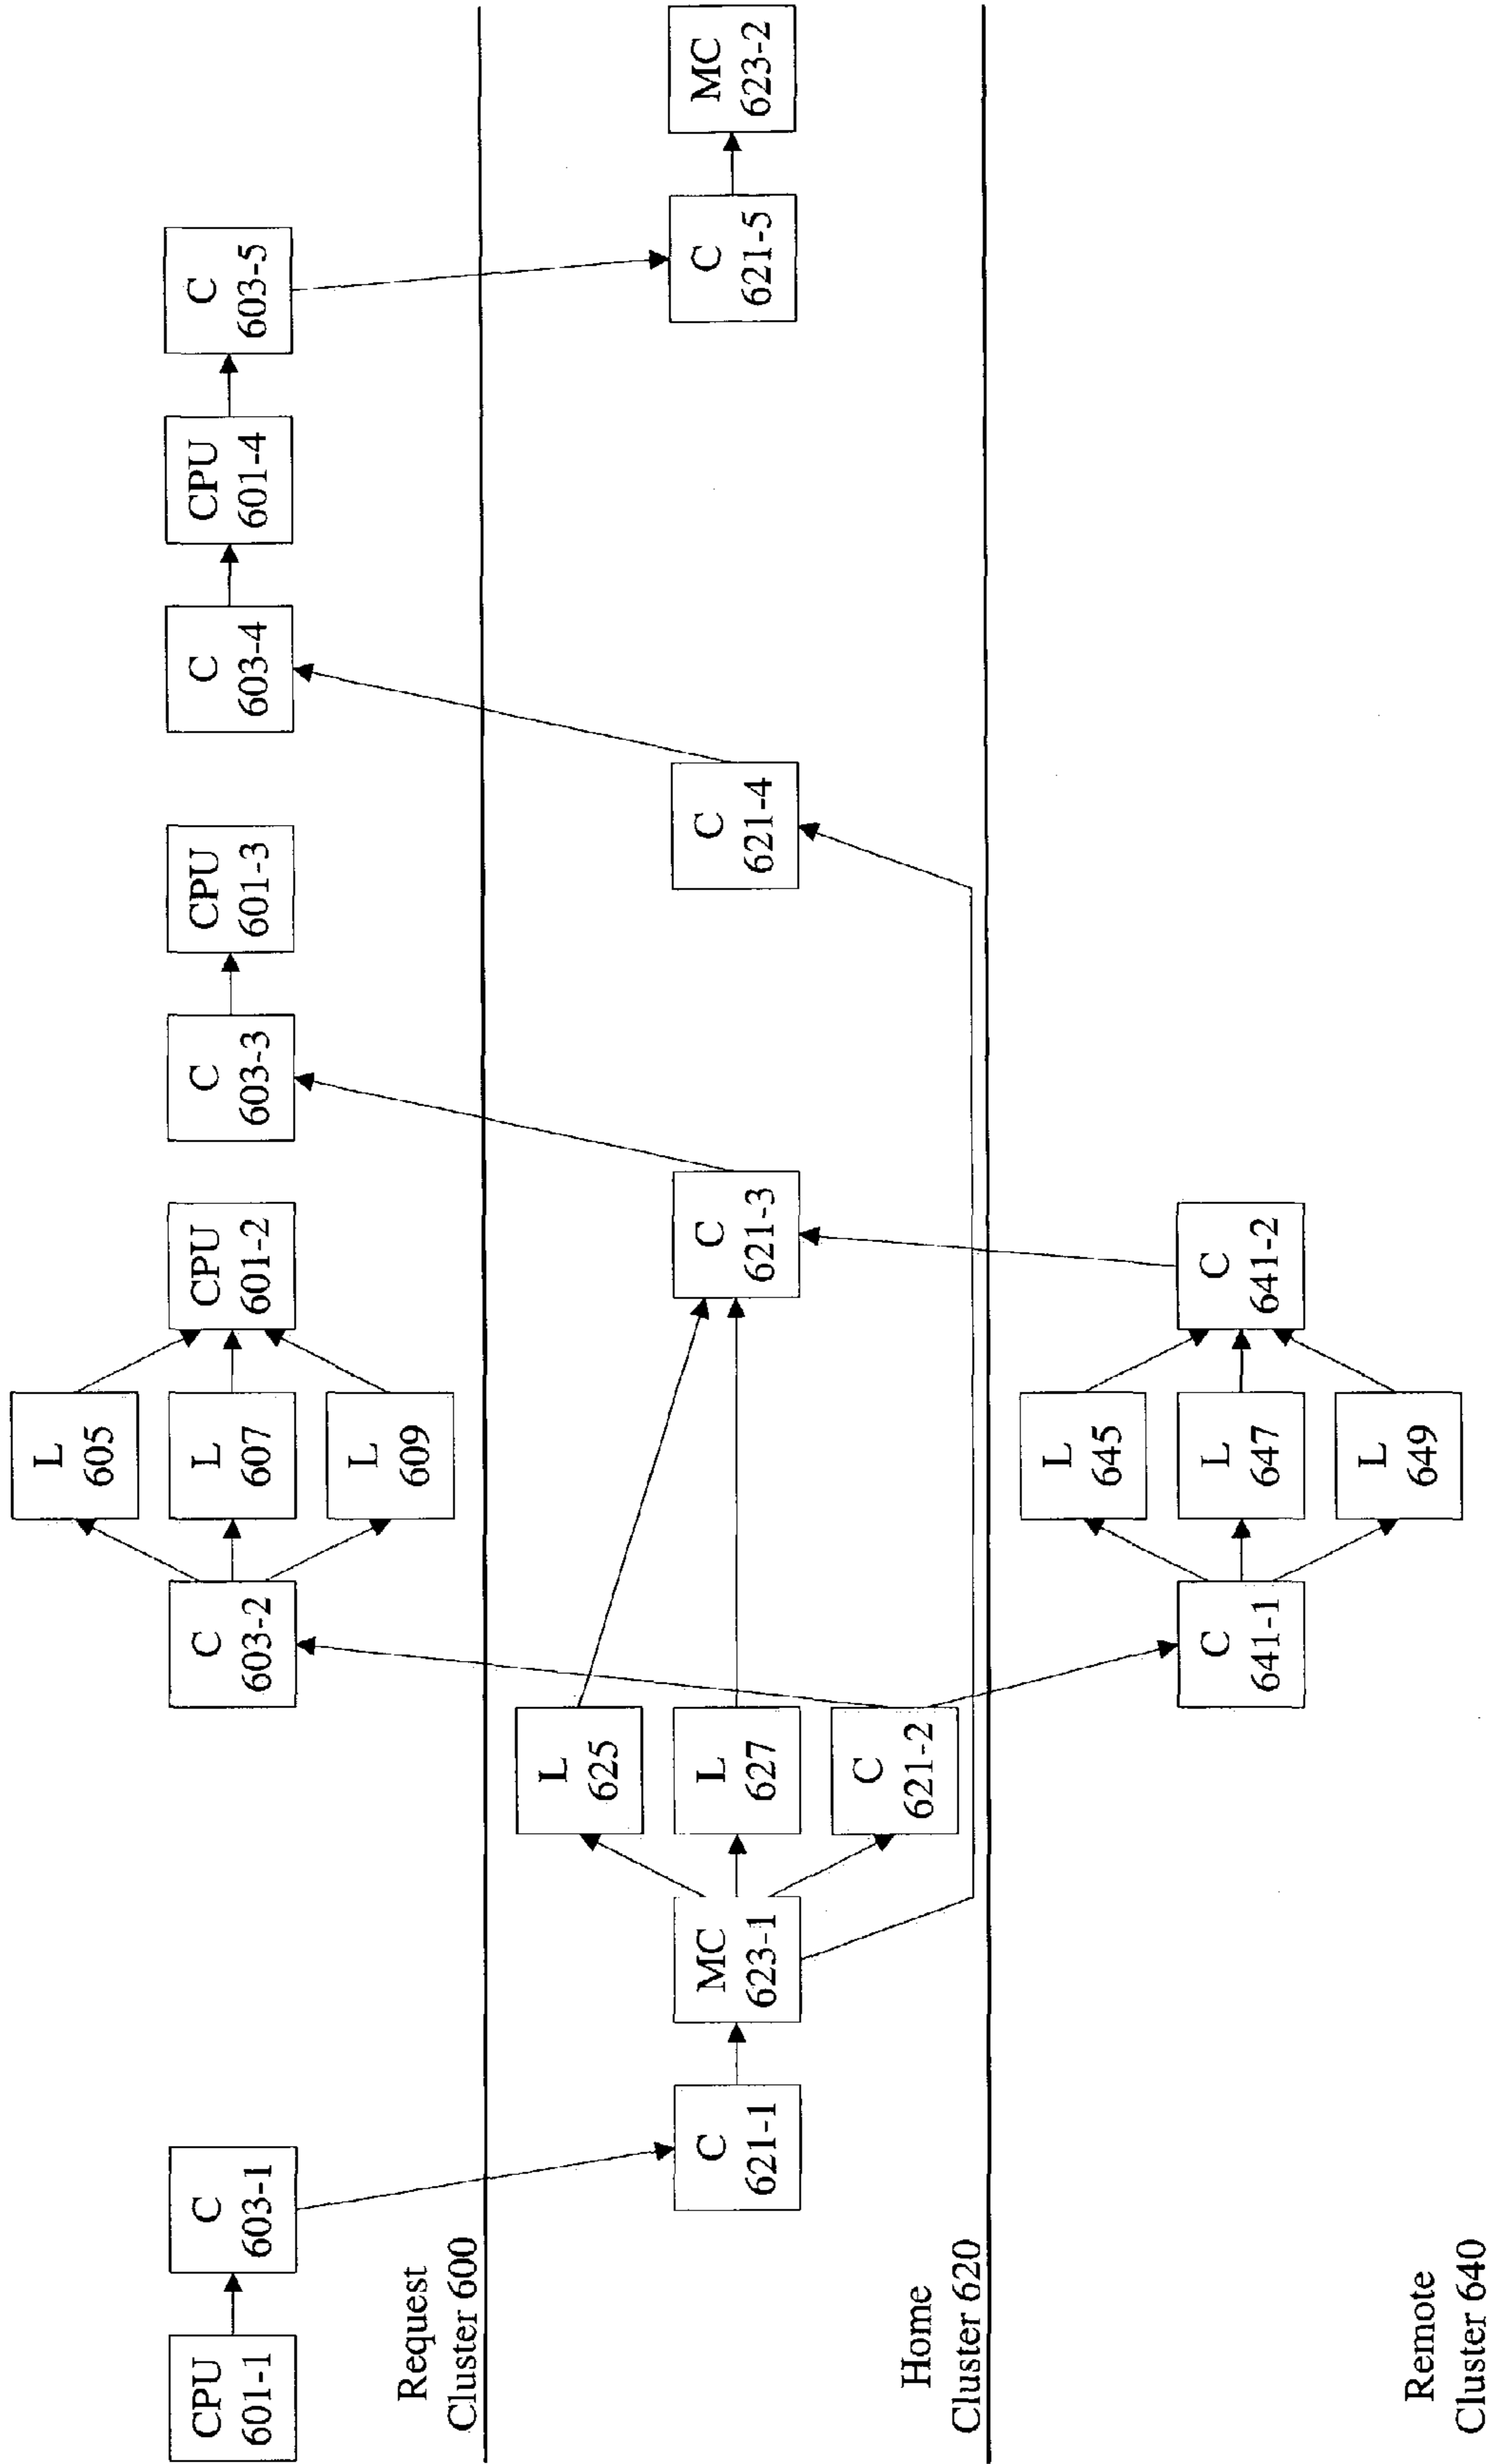 CPU
601-1
C
603-1
C
603-2
L
605
L
607
L
609
CPU
601-2
C
603-3
CPU
601-3
C
603-4
CPU
601-4
C
603-5
Request
Cluster 600
C
621-1
MC
623-1
L
625
L
627
C
621-2
C
621-3
C
621-4
C
621-5
MC
623-2
Home
Cluster 620
C
641-1
L
645
L
647
L
649
C
641-2
Remote
Cluster 640